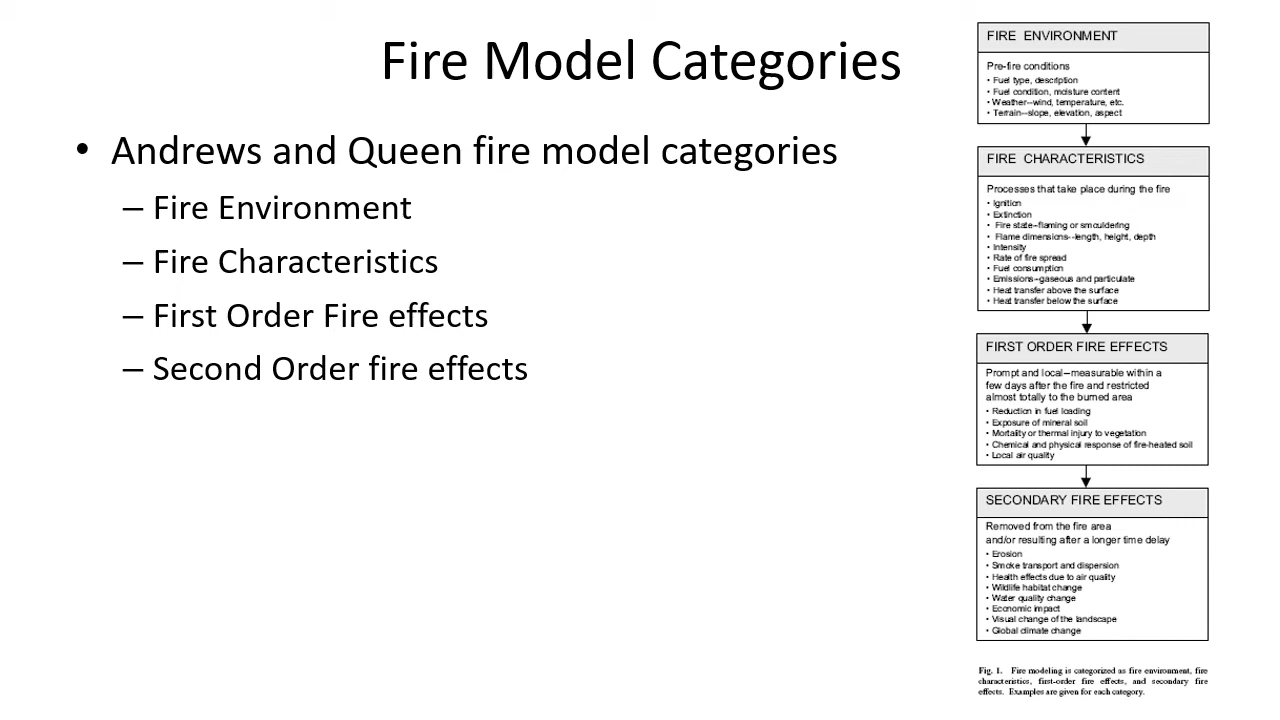 Fire Model Categories
• Andrews and Queen fire model categories
– Fire Environment
– Fire Characteristics
– First Order Fire effects
– Second Order fire effects
FIRE ENVIRONMENT
Pre-fire conditions
• Fuel type, description
• Fuel condition, moisture content
• Weather--wind, temperature, etc.
• Terrain--slope, elevation, aspect
FIRE CHARACTERISTICS
Processes that take place during the fire
• Ignition
• Extinction
• Fire state--flaming or smouldering
• Flame dimensions--length, height, depth
• Intensity
• Rate of fire spread
• Fuel consumption
• Emissions--gaseous and particulate
• Heat transfer above the surface
• Heat transfer below the surface
FIRST ORDER FIRE EFFECTS
Prompt and local--measurable within a
few days after the fire and restricted
almost totally to the burned area
• Reduction in fuel loading
• Exposure of mineral soil
• Mortality or thermal injury to vegetation
• Chemical and physical response of fire-heated soil
• Local air quality
SECONDARY FIRE EFFECTS
Removed from the fire area
and/or resulting after a longer time delay
• Erosion
• Smoke transport and dispersion
• Health effects due to air quality
• Wildlife habitat change
• Water quality change
• Economic impact
• Visual change of the landscape
• Global climate change
Fig. 1. Fire modeling is categorized as fire environment, fire
characteristics, first-order fire effects, and secondary fire
effects. Examples are given for each category.